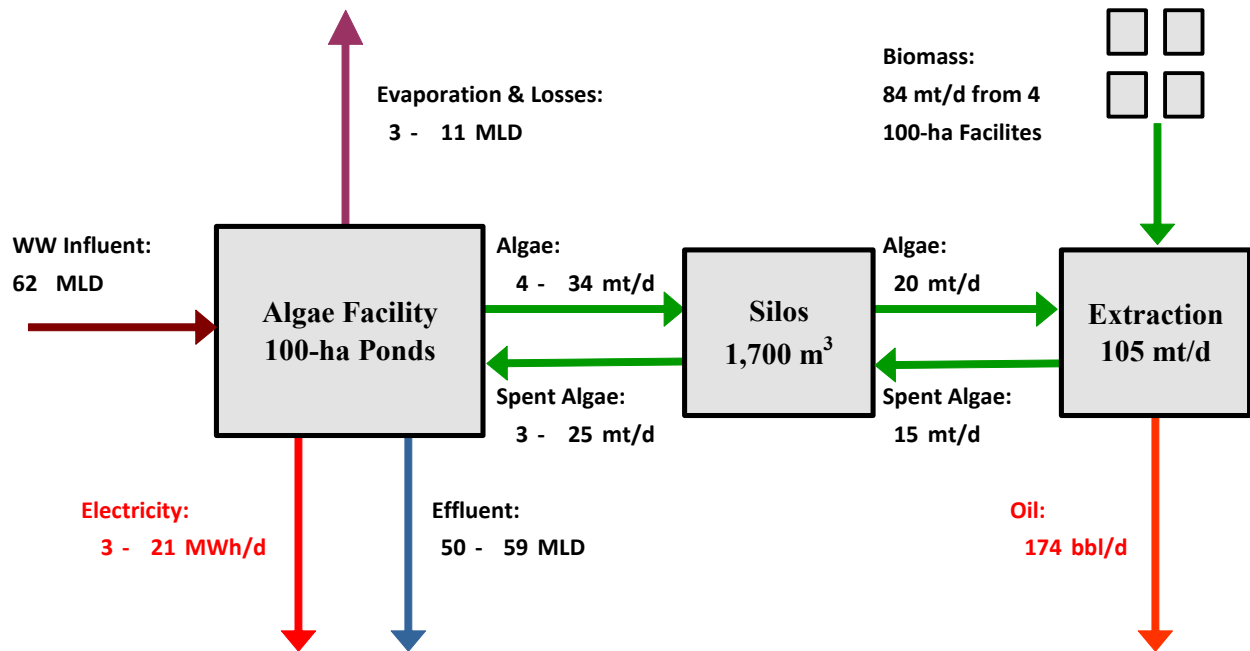 Biomass:
84 mt/d from 4
100-ha Facilites
Evaporation & Losses:
3 - 11 MLD
WW Influent:
62 MLD
Algae Facility
100-ha Ponds
Algae:
4 - 34 mt/d
Spent Algae:
3 - 25 mt/d
Silos
1,700 m³
Algae:
20 mt/d
Spent Algae:
15 mt/d
Extraction
105 mt/d
Electricity:
3 - 21 MWh/d
Effluent:
50 - 59 MLD
Oil:
174 bbl/d